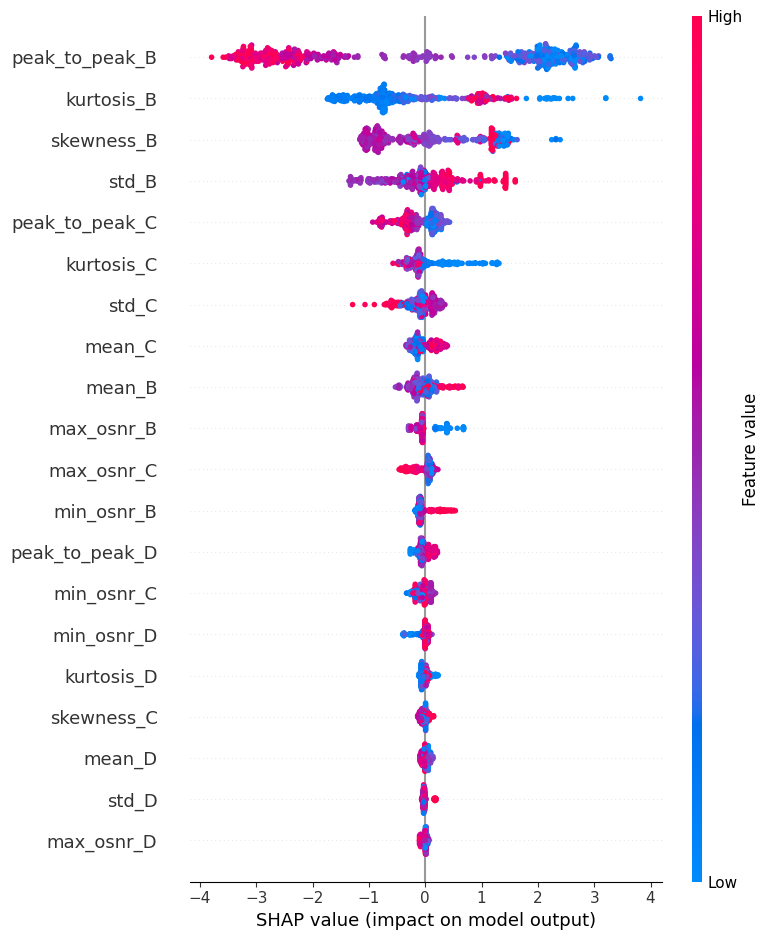 High
peak_to_peak_B
kurtosis_B
skewness_B
std_B
peak_to_peak_C
kurtosis_C
std_C
mean_C
mean_B
max_osnr_B
max_osnr_C
min_osnr_B
peak_to_peak_D
min_osnr_C
min_osnr_D
kurtosis_D
skewness_C
mean_D
std_D
max_osnr_D
Feature value
Low
−4 −3 −2 −1 0 1 2 3 4
SHAP value (impact on model output)